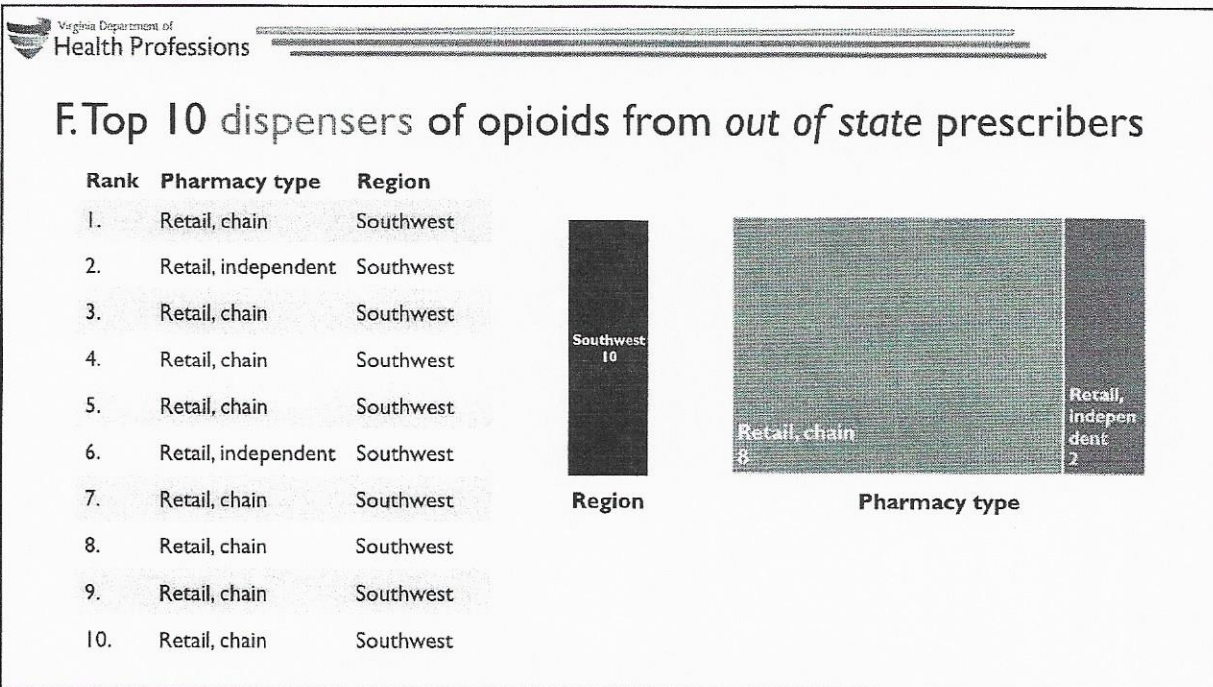 Virginia Department of
Health Professions
F. Top 10 dispensers of opioids from out of state prescribers
Rank Pharmacy type Region
1. Retail, chain Southwest
2. Retail, independent Southwest
3. Retail, chain Southwest
4. Retail, chain Southwest
5. Retail, chain Southwest
6. Retail, independent Southwest
7. Retail, chain Southwest
8. Retail, chain Southwest
9. Retail, chain Southwest
10. Retail, chain Southwest
Southwest
10
Region
Retail, chain
8
Retail,
indepen
dent
2
Pharmacy type